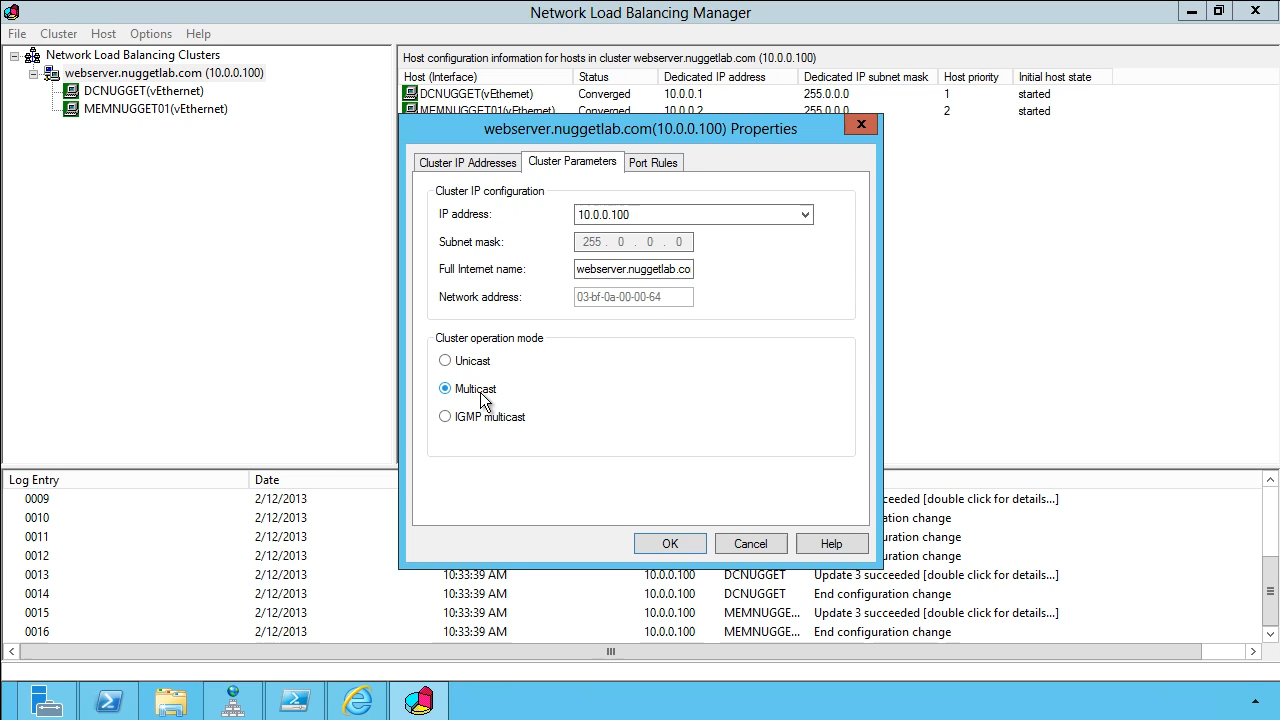 Network Load Balancing Manager
File Cluster Host Options Help
Network Load Balancing Clusters
webserver.nuggetlab.com (10.0.0.100)
DCNUGGET(vEthernet)
MEMNUGGET01(vEthernet)
Host configuration information for hosts in cluster webserver.nuggetlab.com (10.0.0.100)
Host (Interface) Status Dedicated IP address Dedicated IP subnet mask Host priority Initial host state
DCNUGGET(vEthernet) Converged 10.0.0.1 255.0.0.0 1 started
MEMNUGGET01(vEthernet) Converged 10.0.0.2 255.0.0.0 2 started
webserver.nuggetlab.com(10.0.0.100) Properties
Cluster IP Addresses Cluster Parameters Port Rules
Cluster IP configuration
IP address: 10.0.0.100
Subnet mask: 255 . 0 . 0 . 0
Full Internet name: webserver.nuggetlab.co
Network address: 03-bf-0a-00-00-64
Cluster operation mode
Unicast
Multicast
IGMP multicast
OK Cancel Help
Log Entry Date
0009 2/12/2013 ceeded [double click for details...]
0010 2/12/2013 ation change
0011 2/12/2013 uration change
0012 2/12/2013 uration change
0013 2/12/2013 10:33:39 AM 10.0.0.100 DCNUGGET Update 3 succeeded [double click for details...]
0014 2/12/2013 10:33:39 AM 10.0.0.100 DCNUGGET End configuration change
0015 2/12/2013 10:33:39 AM 10.0.0.100 MEMNUGGE... Update 3 succeeded [double click for details...]
0016 2/12/2013 10:33:39 AM 10.0.0.100 MEMNUGGE... End configuration change